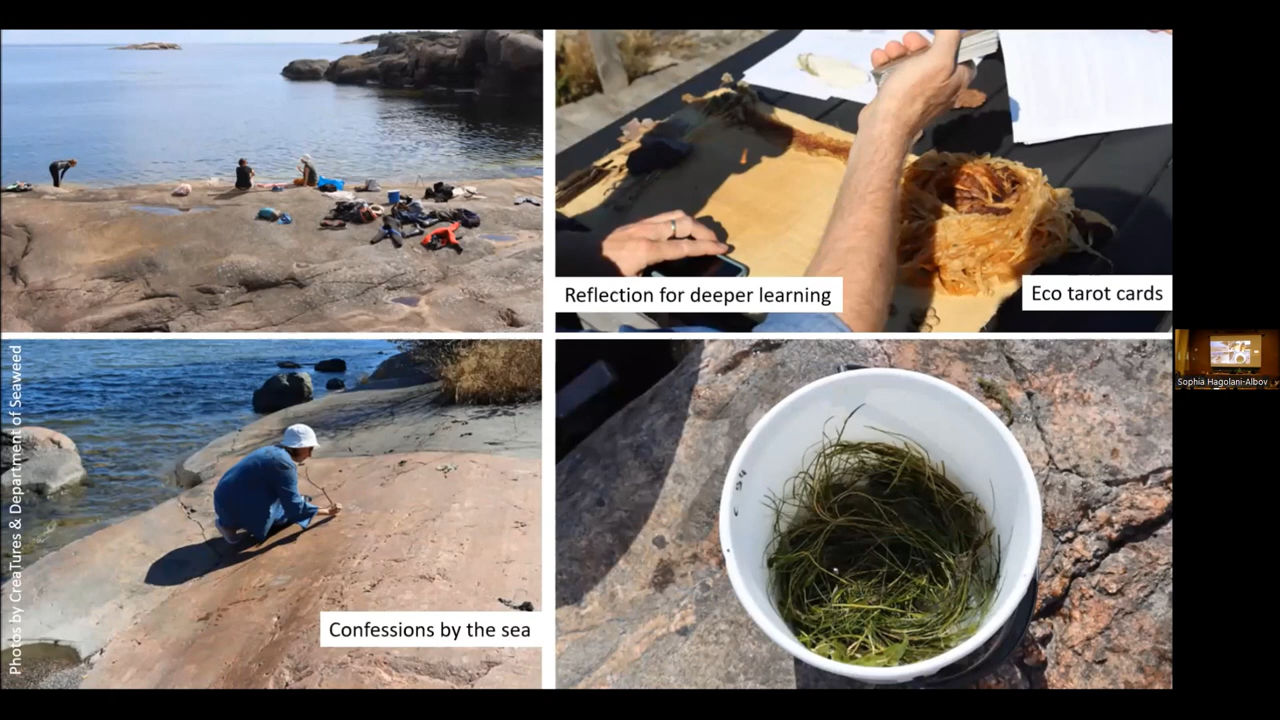 Reflection for deeper learning
Eco tarot cards
Photos by CreaTures & Department of Seaweed
Confessions by the sea
Sophia Hagolani-Albov